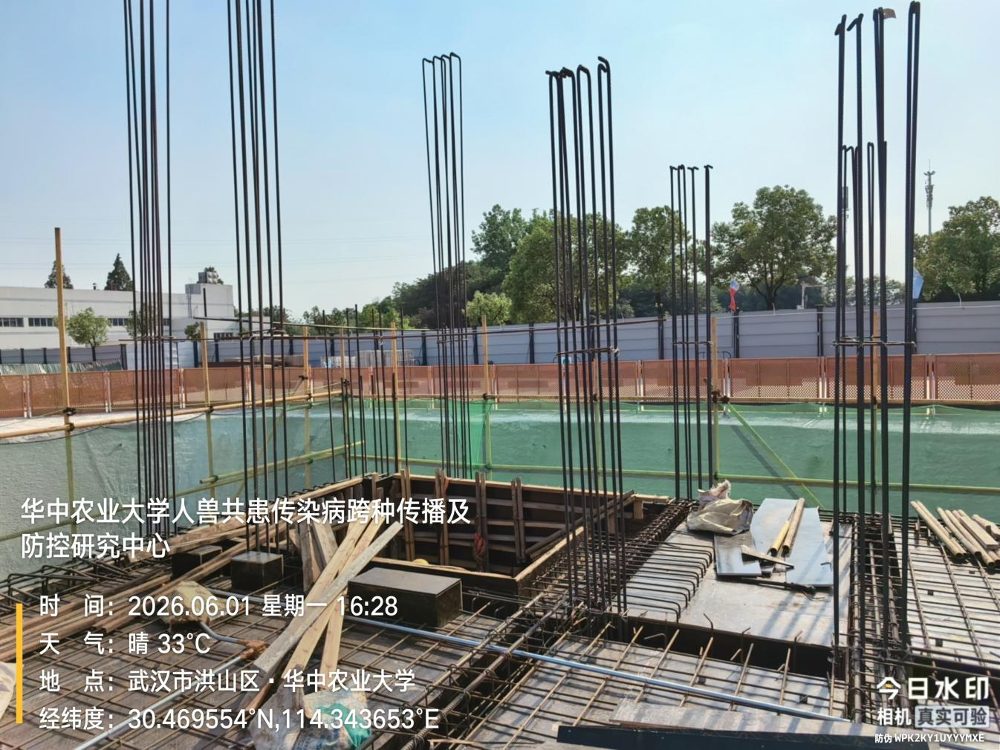 华中农业大学人兽共患传染病跨种传播及
防控研究中心
时 间：2026.06.01 星期一 16:28
天 气：晴 33℃
地 点：武汉市洪山区·华中农业大学
经纬度：30.469554°N,114.343653°E
今日水印
相机 真实可验
防伪 WPK2KY1UYYYMXE